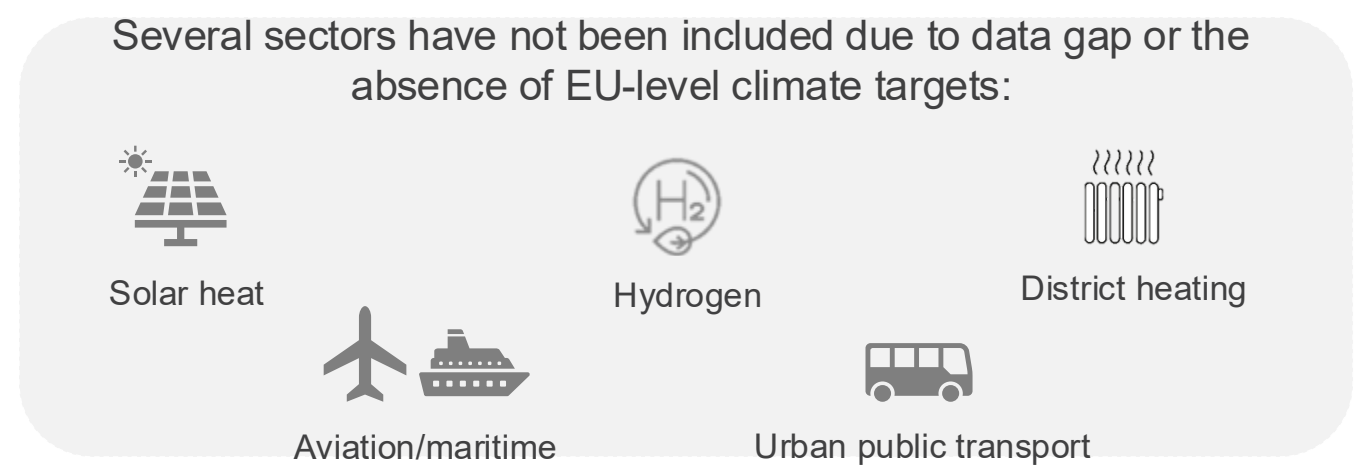 Several sectors have not been included due to data gap or the
absence of EU-level climate targets:
H2
Solar heat
Hydrogen
District heating
Aviation/maritime
Urban public transport